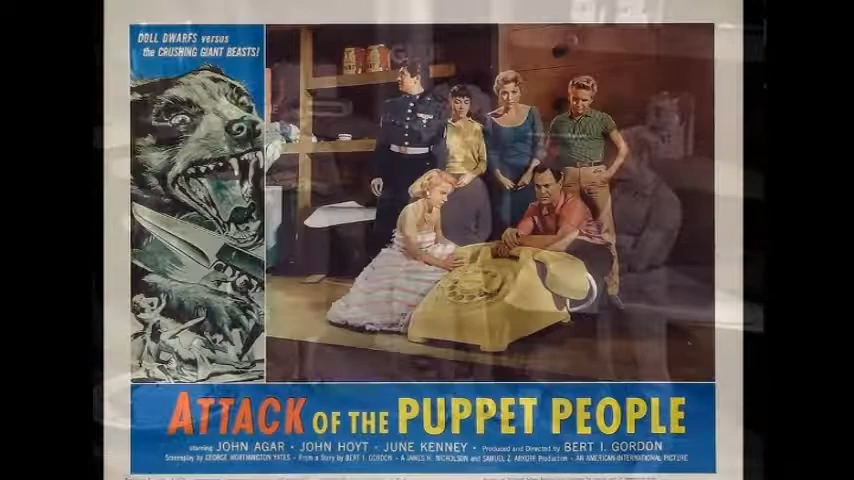 DOLL DWARFS versus
the CRUSHING GIANT BEASTS!
ATTACK OF THE PUPPET PEOPLE
starring JOHN AGAR · JOHN HOYT · JUNE KENNEY · Produced and Directed by BERT I. GORDON
Screenplay by GEORGE WORTHINGTON YATES · From a Story by BERT I. GORDON · A JAMES H. NICHOLSON and SAMUEL Z. ARKOFF Production · AN AMERICAN-INTERNATIONAL PICTURE